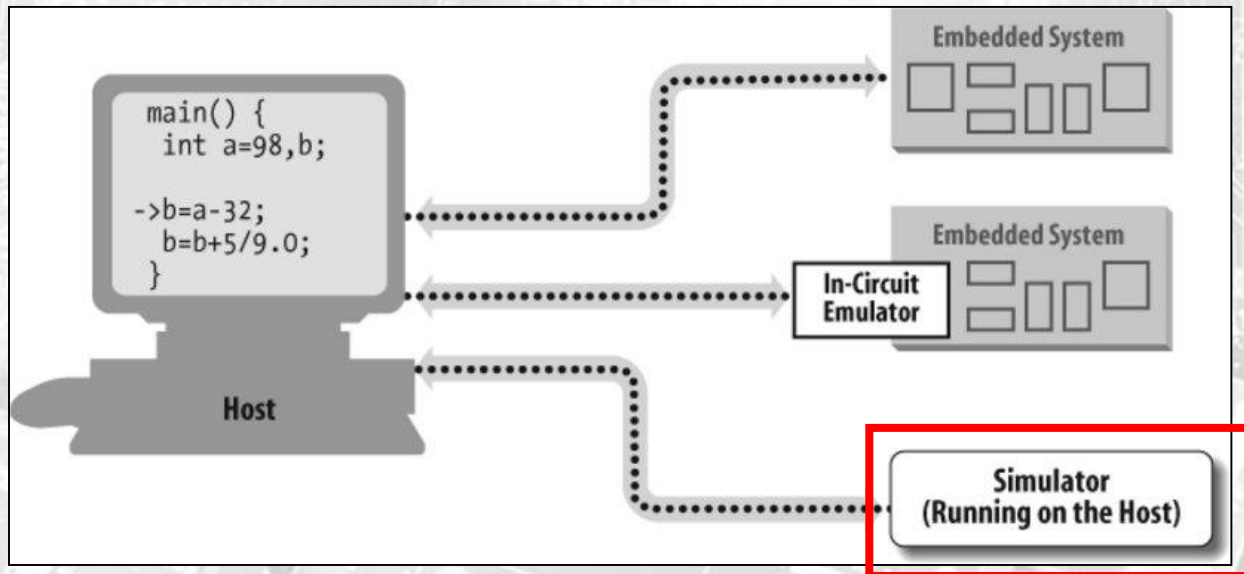 main() {
int a=98,b;
->b=a-32;
b=b+5/9.0;
}
Host
Embedded System
Embedded System
In-Circuit
Emulator
Simulator
(Running on the Host)